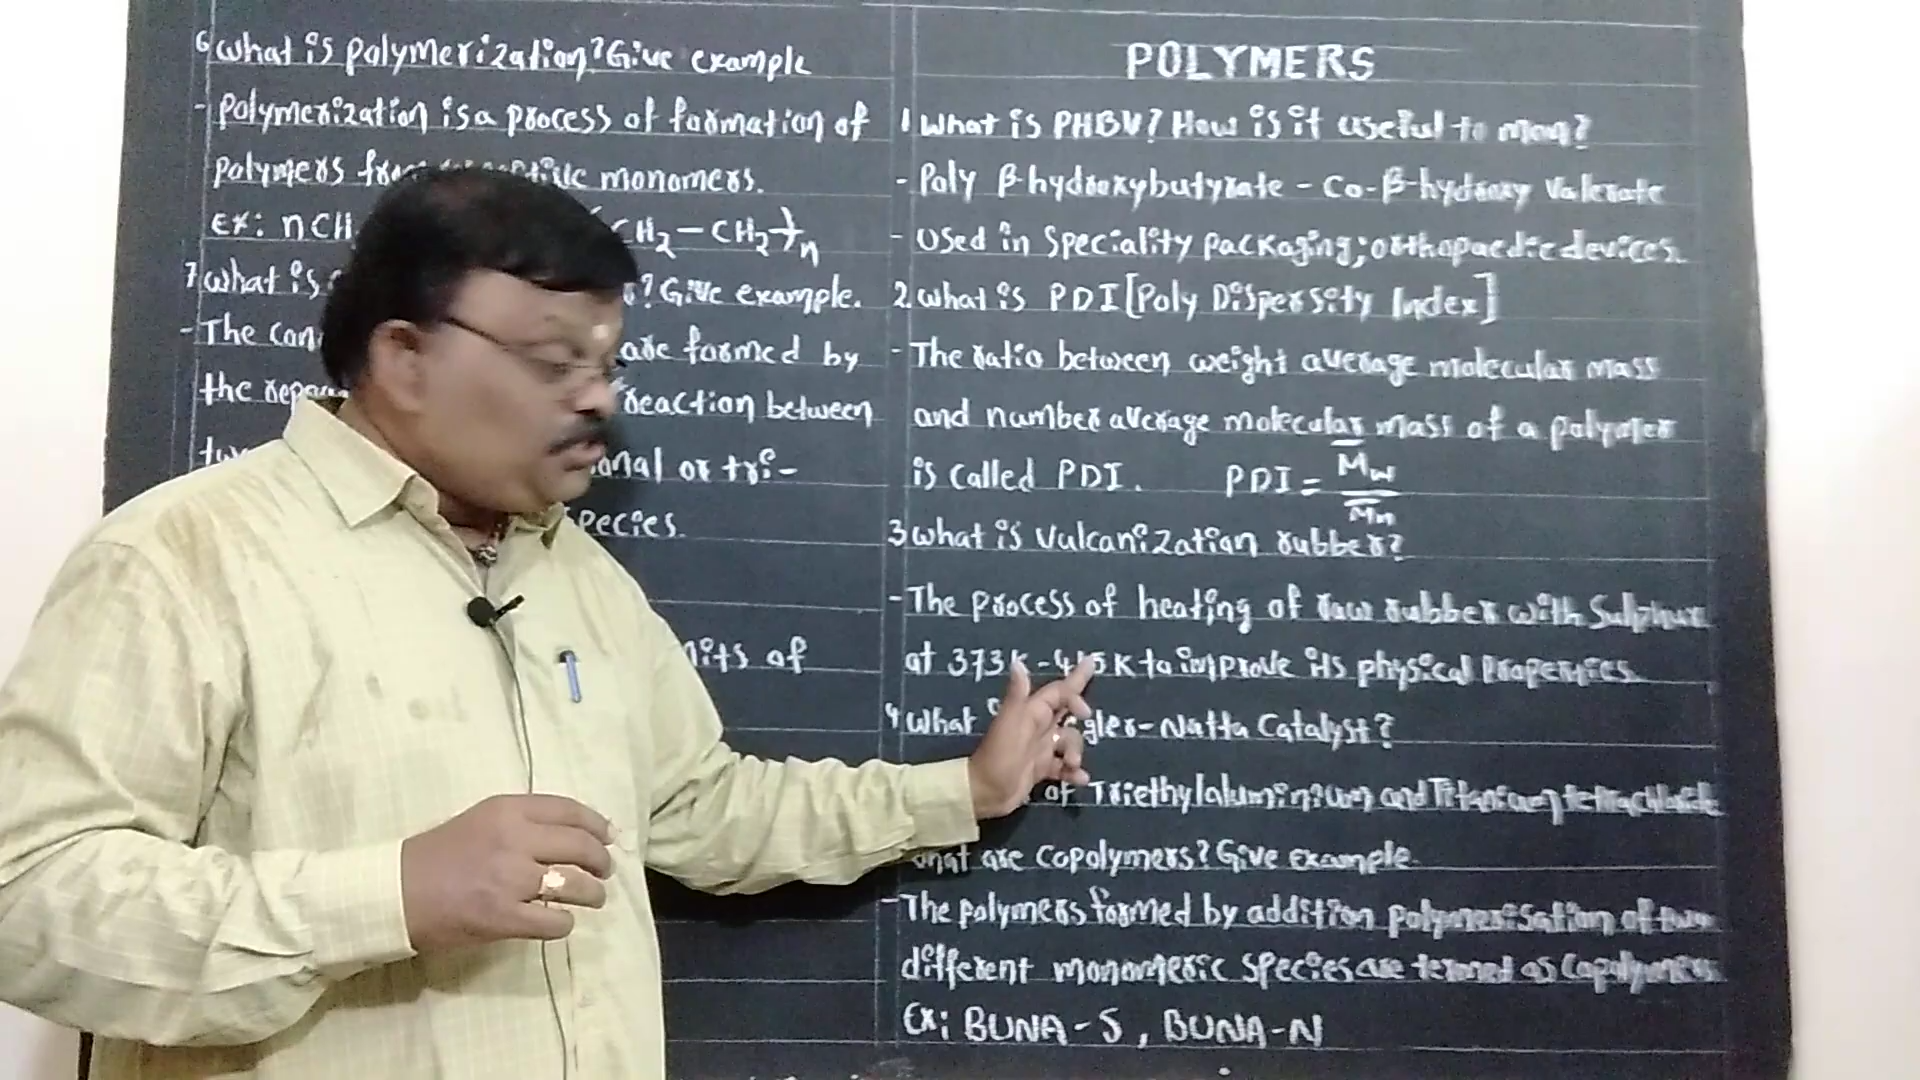 POLYMERS
1 What is PHBV? How is it useful to man?
- Poly β-hydroxybutyrate - Co-β-hydroxy Valerate
- Used in Speciality Packaging; orthopaedic devices.
2. What is PDI [Poly Dispersity Index]
- The ratio between weight average molecular mass
and number average molecular mass of a polymer
is called PDI. PDI = M̅w / M̅n
3 What is Vulcanization rubber?
- The process of heating of raw rubber with Sulphur
at 373K - K to improve its physical Properties.
4 What gler-Natta Catalyst?
of Triethylaluminium and Titanium tetrachloride
What are Copolymers? Give example.
- The polymers formed by addition polymerisation of two
different monomeric species are termed as Copolymers
Ex: BUNA-S, BUNA-N
6 What is polymerization? Give example
- Polymerization is a process of formation of
polymers from monomers.
Ex: nCH CH2-CH2)n
7 What is ? Give example.
- The are formed by
the reaction between
onal or tri-
species.
nits of